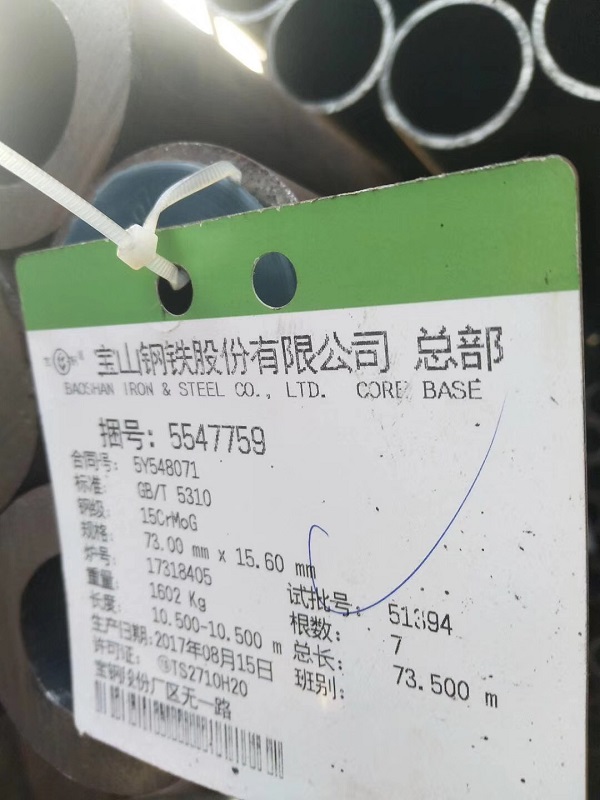 宝山钢铁股份有限公司 总部
BAOSHAN IRON & STEEL CO., LTD. CORE BASE
捆号: 5547759
合同号: 5Y548071
标准: GB/T 5310
钢级: 15CrMoG
规格: 73.00 mm x 15.60 mm
炉号: 17318405
重量: 1602 Kg
试批号: 51394
长度: 10.500-10.500 m
根数: 7
生产日期: 2017年08月15日
总长: 73.500 m
许可证: TS2710H20
班别:
宝钢股份厂区无一路